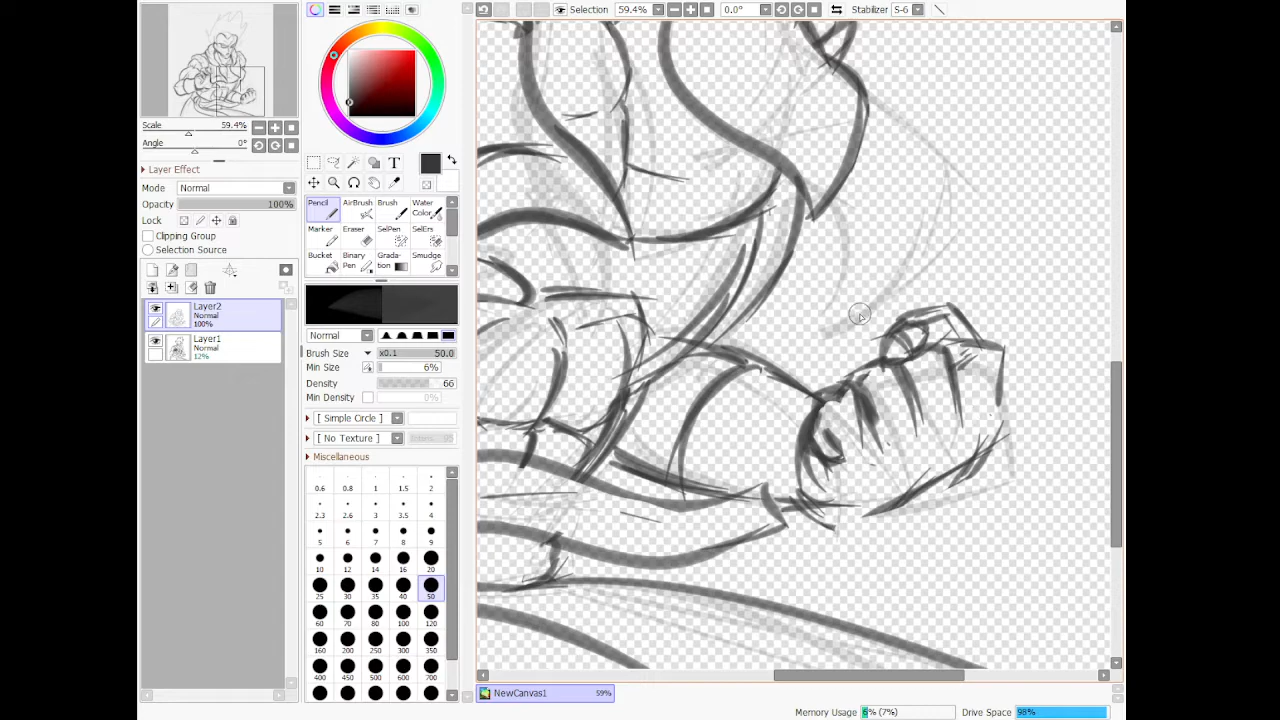 Selection 59.4% 0.0° Stabilizer S-6
Scale 59.4%
Angle 0°
Layer Effect
Mode Normal
Opacity 100%
Lock
Clipping Group
Selection Source
Layer2
Normal
100%
Layer1
Normal
12%
T
Pencil AirBrush Brush Water Color
Marker Eraser SelPen SelErs
Bucket Binary Pen Grada-tion Smudge
Normal
Brush Size x0.1 50.0
Min Size 6%
Density 66
Min Density 0%
[ Simple Circle ]
[ No Texture ]
Miscellaneous
0.6 0.8 1 1.5 2
2.3 2.6 3 3.5 4
5 6 7 8 9
10 12 14 16 20
25 30 35 40 50
60 70 80 100 120
160 200 250 300 350
400 450 500 600 700
NewCanvas1 59%
Memory Usage 6% (7%) Drive Space 98%